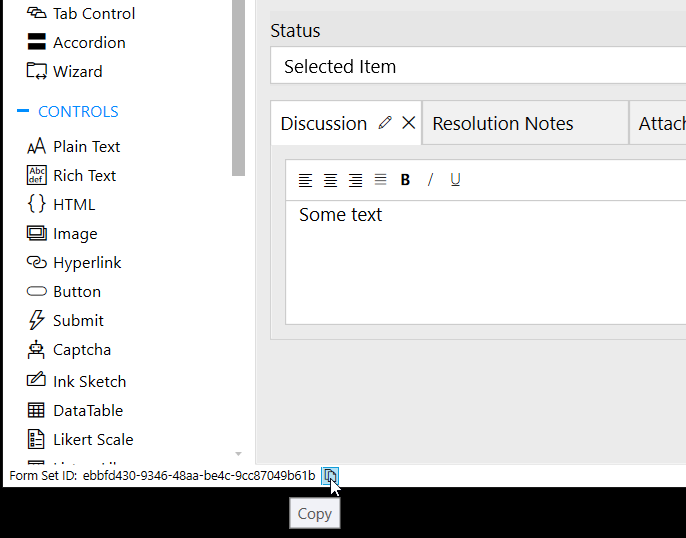 Tab Control
Accordion
Wizard
CONTROLS
Plain Text
Abc
def
Rich Text
HTML
Image
Hyperlink
Button
Submit
Captcha
Ink Sketch
DataTable
Likert Scale
Form Set ID: ebbfd430-9346-48aa-be4c-9cc87049b61b
Copy
Status
Selected Item
Discussion
Resolution Notes
Attach
B I U
Some text